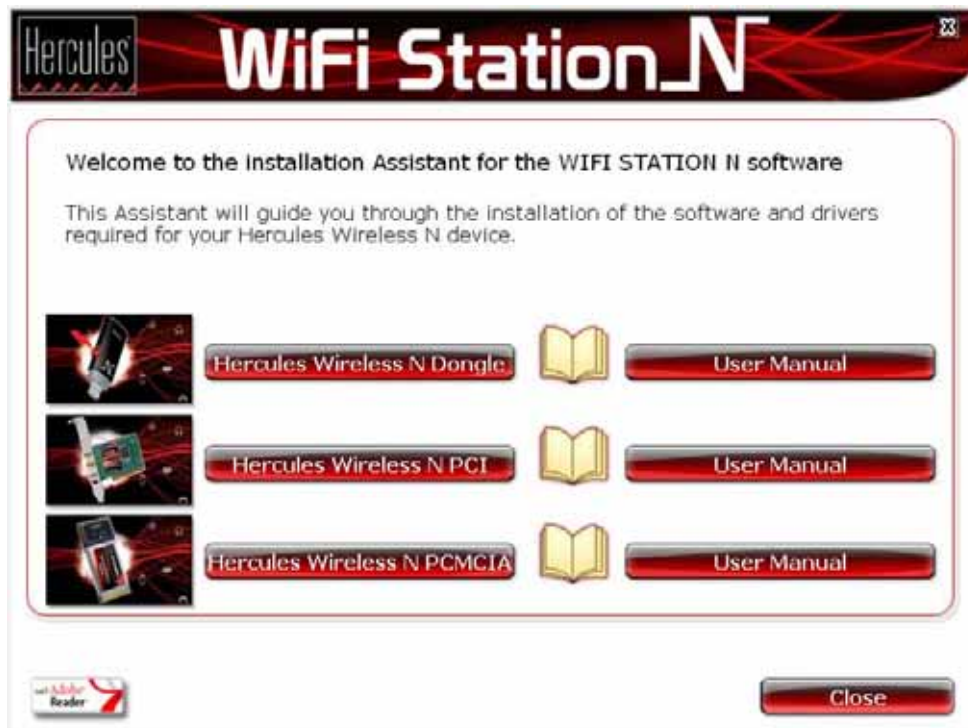 Hercules
WiFi Station_N
Welcome to the installation Assistant for the WIFI STATION N software
This Assistant will guide you through the installation of the software and drivers
required for your Hercules Wireless N device.
Hercules Wireless N Dongle
User Manual
Hercules Wireless N PCI
User Manual
Hercules Wireless N PCMCIA
User Manual
Adobe
Reader
Close